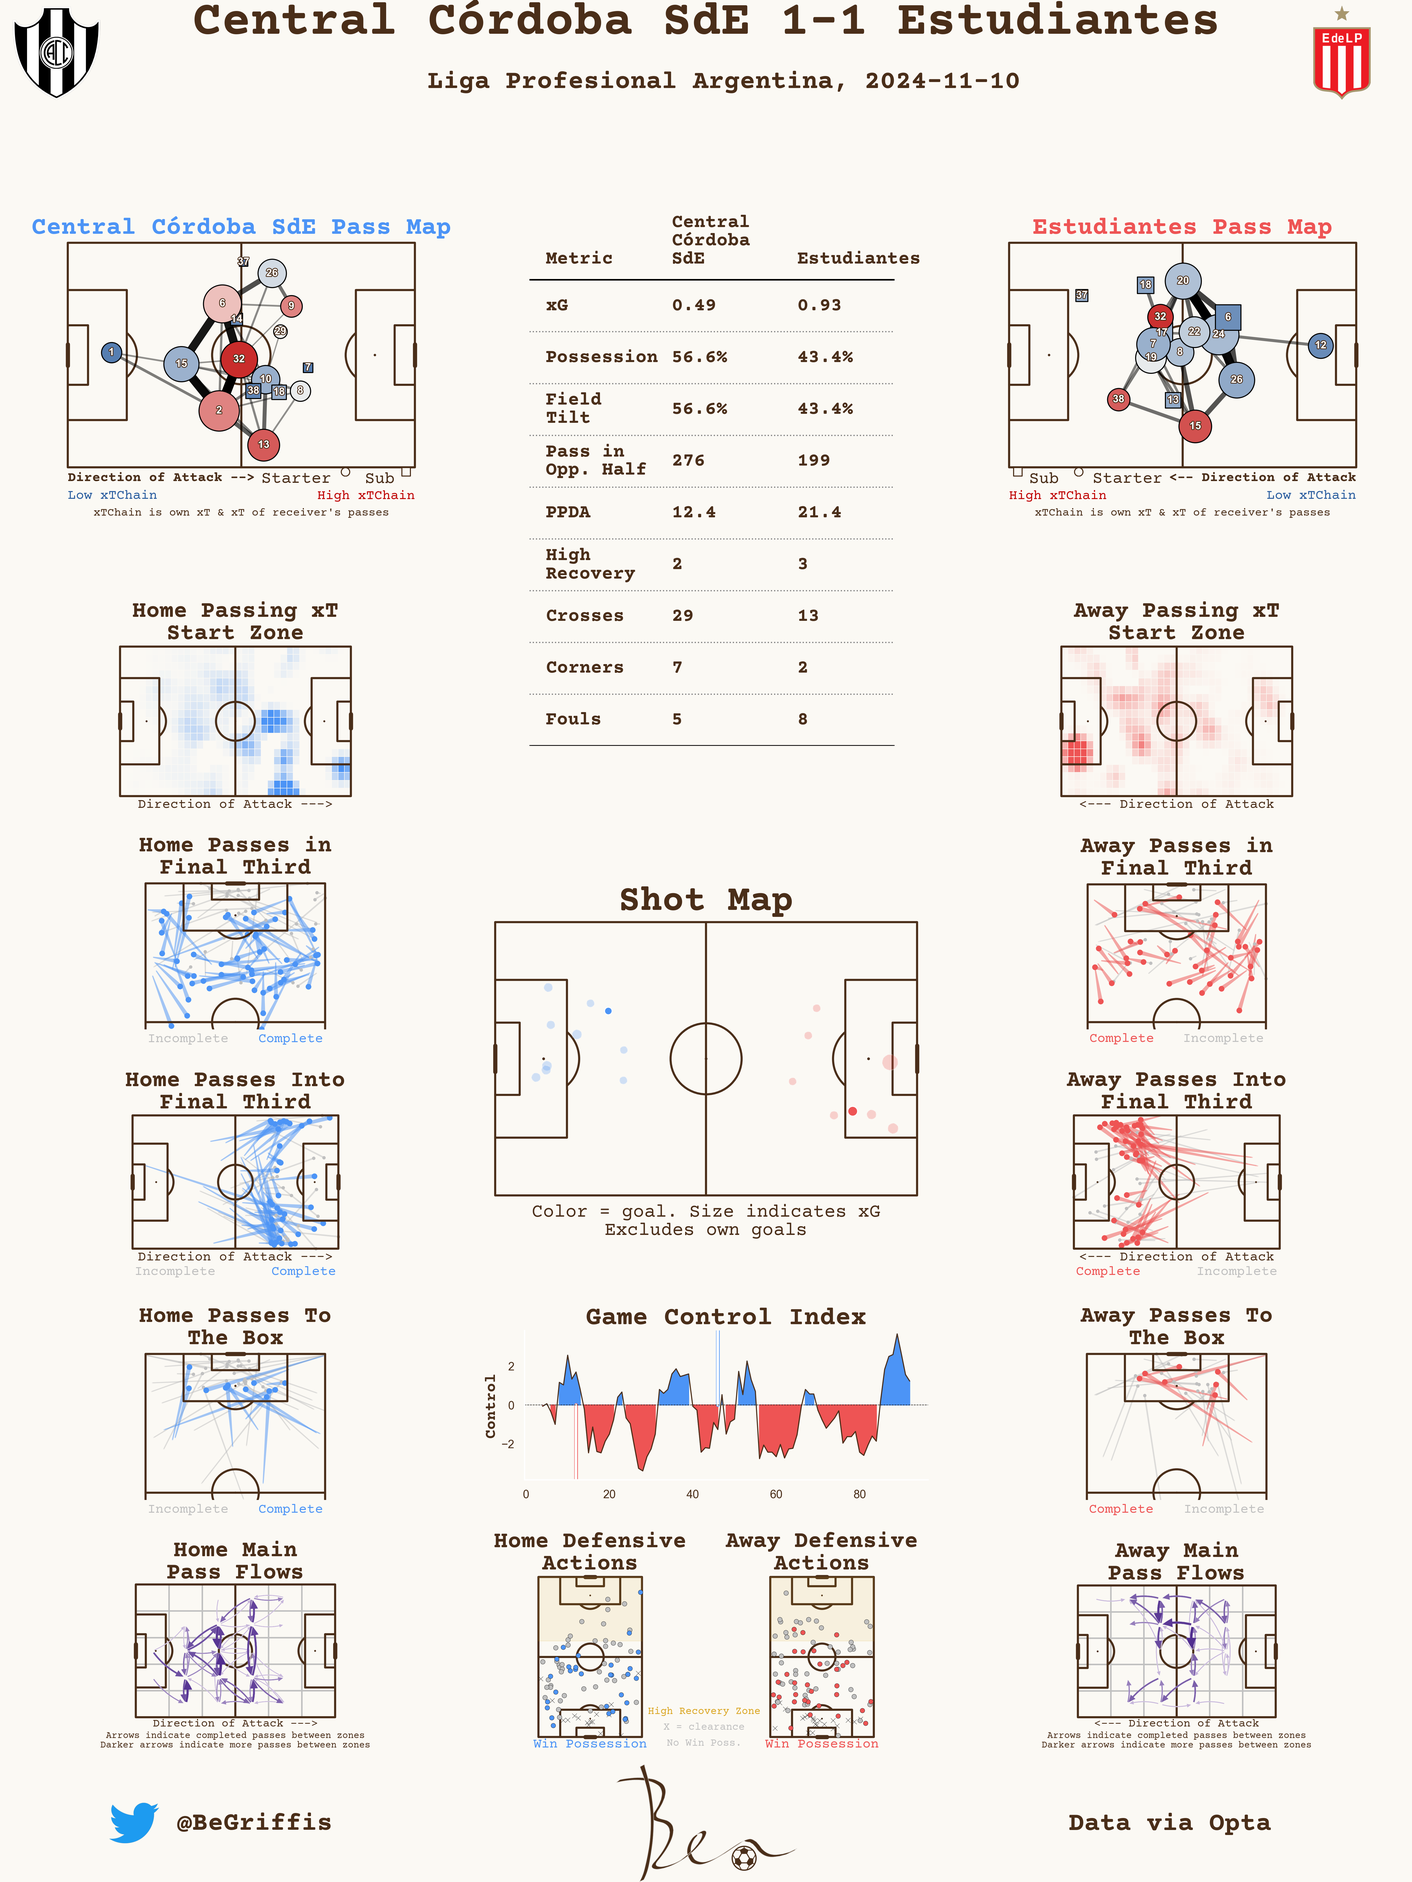 Central Córdoba SdE 1-1 Estudiantes
Liga Profesional Argentina, 2024-11-10
EdeLP
Central Córdoba SdE Pass Map
37
26
6
9
14
29
1
15
32
7
10
38
18
8
2
13
Direction of Attack --> Starter Sub
Low xTChain High xTChain
xTChain is own xT & xT of receiver's passes
Metric Central Córdoba SdE Estudiantes
xG 0.49 0.93
Possession 56.6% 43.4%
Field Tilt 56.6% 43.4%
Pass in Opp. Half 276 199
PPDA 12.4 21.4
High Recovery 2 3
Crosses 29 13
Corners 7 2
Fouls 5 8
Estudiantes Pass Map
18
20
37
32
6
17
22
24
7
12
19
8
26
38
13
15
Sub Starter <-- Direction of Attack
High xTChain Low xTChain
xTChain is own xT & xT of receiver's passes
Home Passing xT
Start Zone
Direction of Attack --->
Away Passing xT
Start Zone
<--- Direction of Attack
Home Passes in
Final Third
Incomplete Complete
Away Passes in
Final Third
Complete Incomplete
Shot Map
Color = goal. Size indicates xG
Excludes own goals
Home Passes Into
Final Third
Direction of Attack --->
Incomplete Complete
Away Passes Into
Final Third
<--- Direction of Attack
Complete Incomplete
Home Passes To
The Box
Incomplete Complete
Game Control Index
Control
2
0
−2
0 20 40 60 80
Away Passes To
The Box
Complete Incomplete
Home Main
Pass Flows
Direction of Attack --->
Arrows indicate completed passes between zones
Darker arrows indicate more passes between zones
Home Defensive
Actions
Win Possession
Away Defensive
Actions
Win Possession
High Recovery Zone
X = clearance
No Win Poss.
Away Main
Pass Flows
<--- Direction of Attack
Arrows indicate completed passes between zones
Darker arrows indicate more passes between zones
@BeGriffis
Ben
Data via Opta